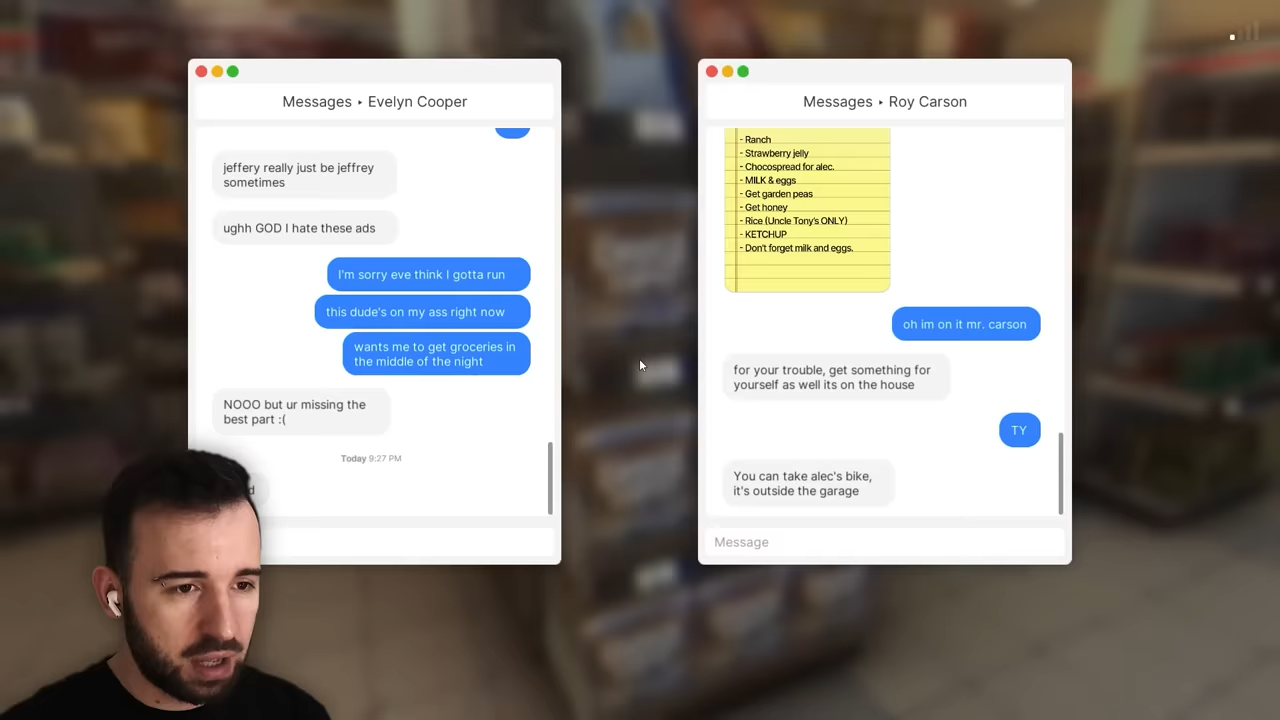 Messages ▸ Evelyn Cooper
jeffery really just be jeffrey
sometimes
ughh GOD I hate these ads
I'm sorry eve think I gotta run
this dude's on my ass right now
wants me to get groceries in
the middle of the night
NOOO but ur missing the
best part :(
Today 9:27 PM
Messages ▸ Roy Carson
- Ranch
- Strawberry jelly
- Chocospread for alec.
- MILK & eggs
- Get garden peas
- Get honey
- Rice (Uncle Tony's ONLY)
- KETCHUP
- Don't forget milk and eggs.
oh im on it mr. carson
for your trouble, get something for
yourself as well its on the house
TY
You can take alec's bike,
it's outside the garage
Message